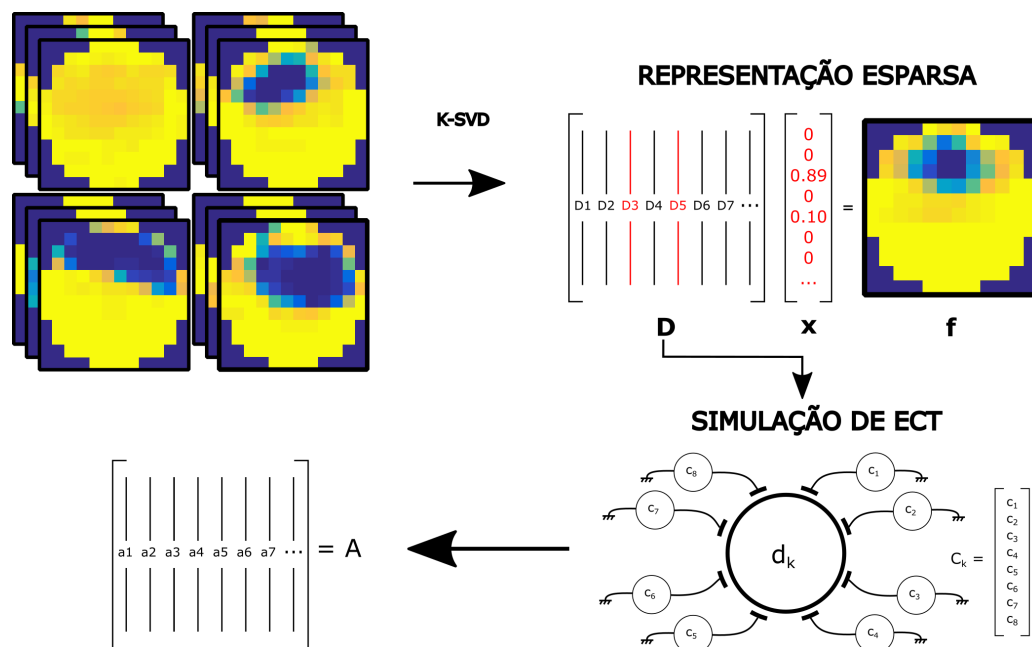 K-SVD
REPRESENTAÇÃO ESPARSA
D1 D2 D3 D4 D5 D6 D7 ...
0
0
0.89
0
0.10
0
0
...
=
D
x
f
SIMULAÇÃO DE ECT
c8
c1
c7
c2
c6
c3
c5
c4
dk
Ck =
c1
c2
c3
c4
c5
c6
c7
c8
a1 a2 a3 a4 a5 a6 a7 ... = A